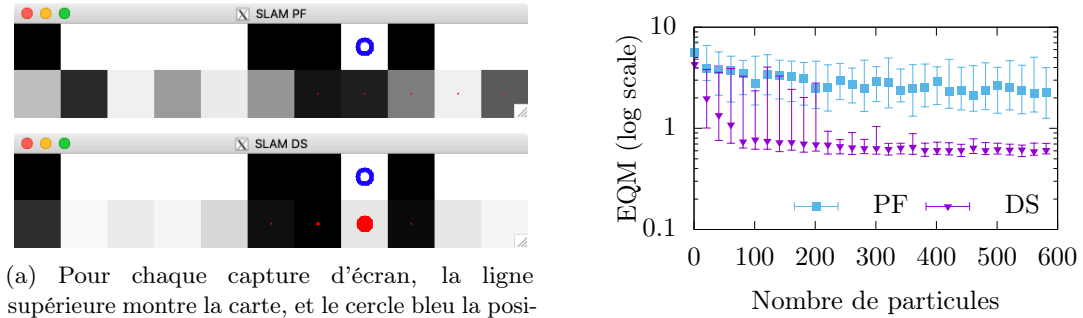 SLAM PF
SLAM DS
(a) Pour chaque capture d'écran, la ligne
supérieure montre la carte, et le cercle bleu la posi-
EQM (log scale)
10
1
0.1
PF
DS
0 100 200 300 400 500 600
Nombre de particules